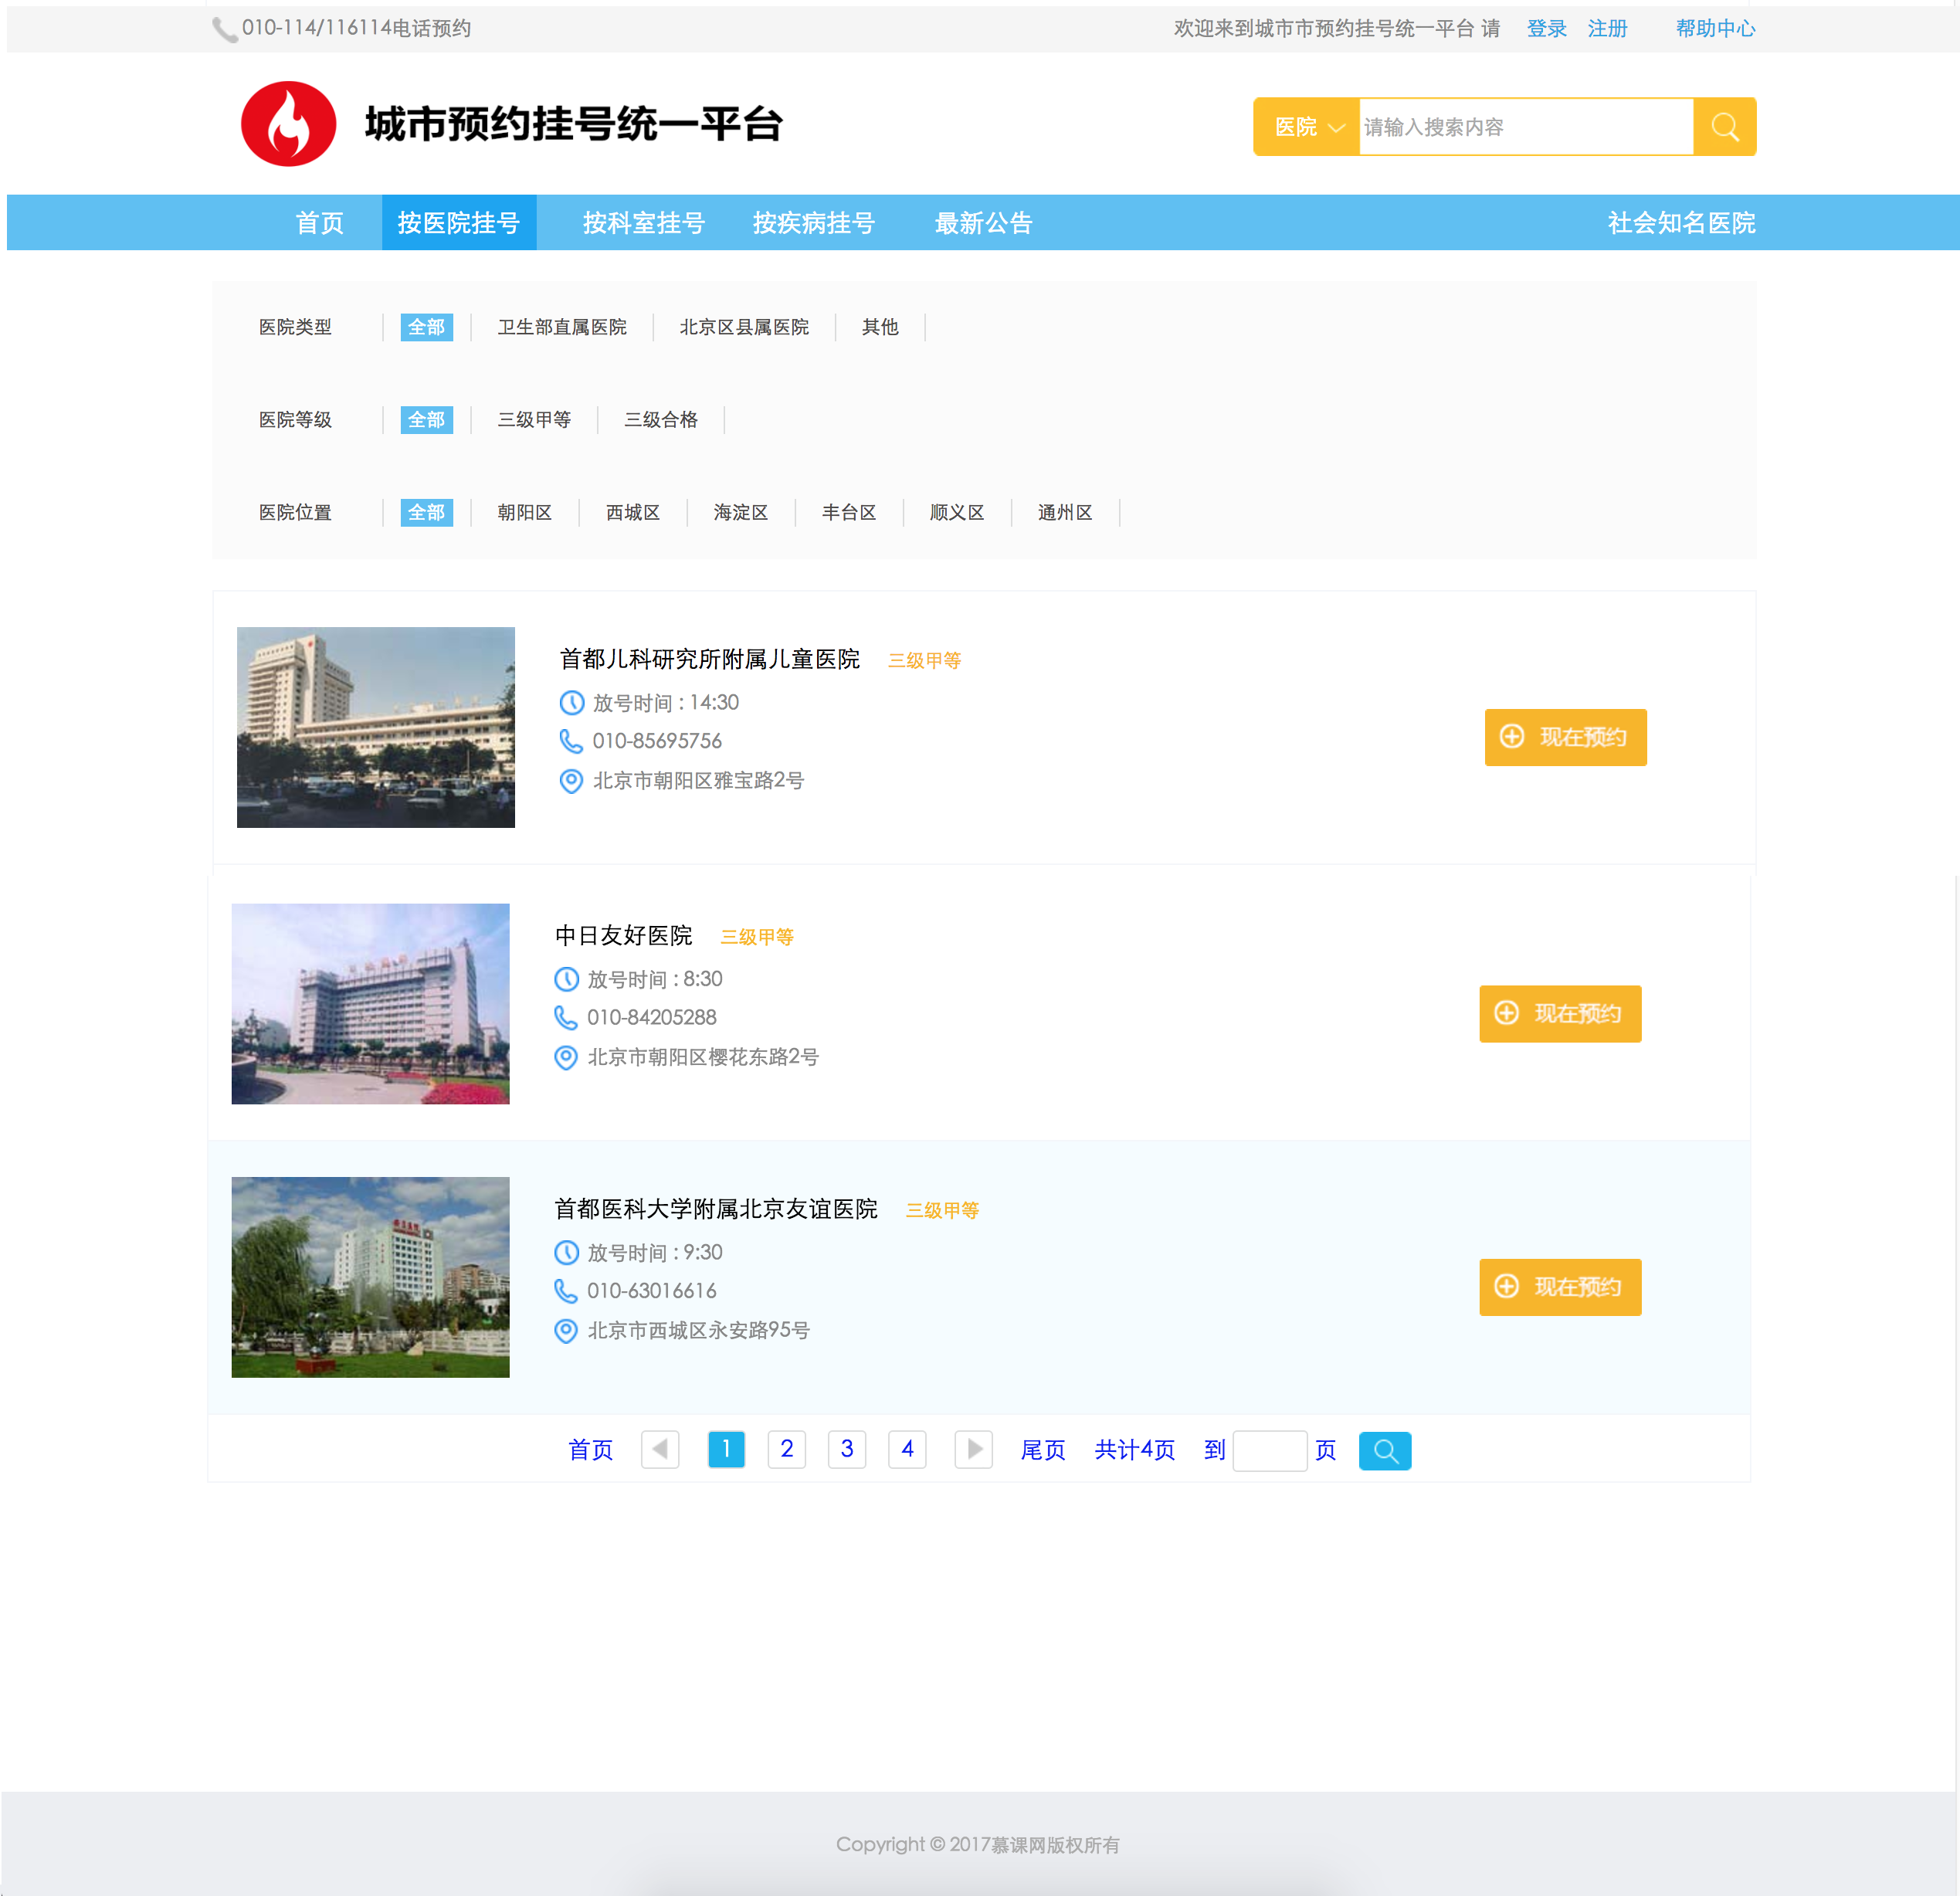 010-114/116114电话预约 欢迎来到城市市预约挂号统一平台 请 登录 注册 帮助中心
城市预约挂号统一平台 医院 请输入搜索内容
首页 按医院挂号 按科室挂号 按疾病挂号 最新公告 社会知名医院
医院类型 全部 卫生部直属医院 北京区县属医院 其他
医院等级 全部 三级甲等 三级合格
医院位置 全部 朝阳区 西城区 海淀区 丰台区 顺义区 通州区
首都儿科研究所附属儿童医院 三级甲等
放号时间 : 14:30
010-85695756
现在预约
北京市朝阳区雅宝路2号
中日友好医院 三级甲等
放号时间 : 8:30
010-84205288
现在预约
北京市朝阳区樱花东路2号
首都医科大学附属北京友谊医院 三级甲等
放号时间 : 9:30
010-63016616
现在预约
北京市西城区永安路95号
首页 1 2 3 4 尾页 共计4页 到 页
Copyright © 2017慕课网版权所有